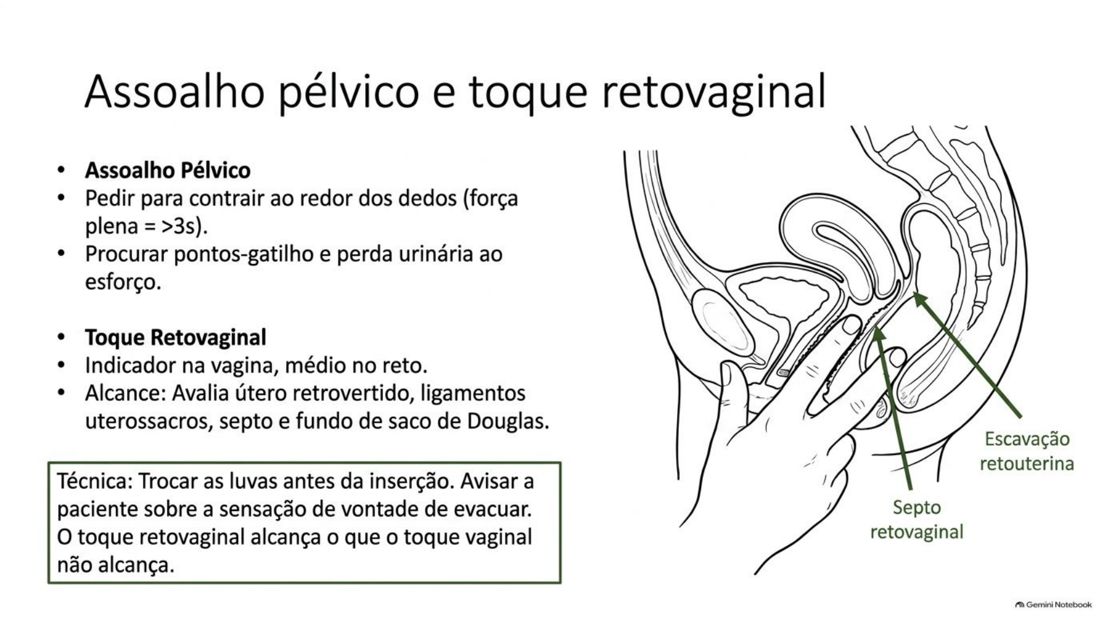 Assoalho pélvico e toque retovaginal
• Assoalho Pélvico
• Pedir para contrair ao redor dos dedos (força
plena = >3s).
• Procurar pontos-gatilho e perda urinária ao
esforço.
• Toque Retovaginal
• Indicador na vagina, médio no reto.
• Alcance: Avalia útero retrovertido, ligamentos
uterossacros, septo e fundo de saco de Douglas.
Técnica: Trocar as luvas antes da inserção. Avisar a
paciente sobre a sensação de vontade de evacuar.
O toque retovaginal alcança o que o toque vaginal
não alcança.
Escavação
retouterina
Septo
retovaginal
Gemini Notebook